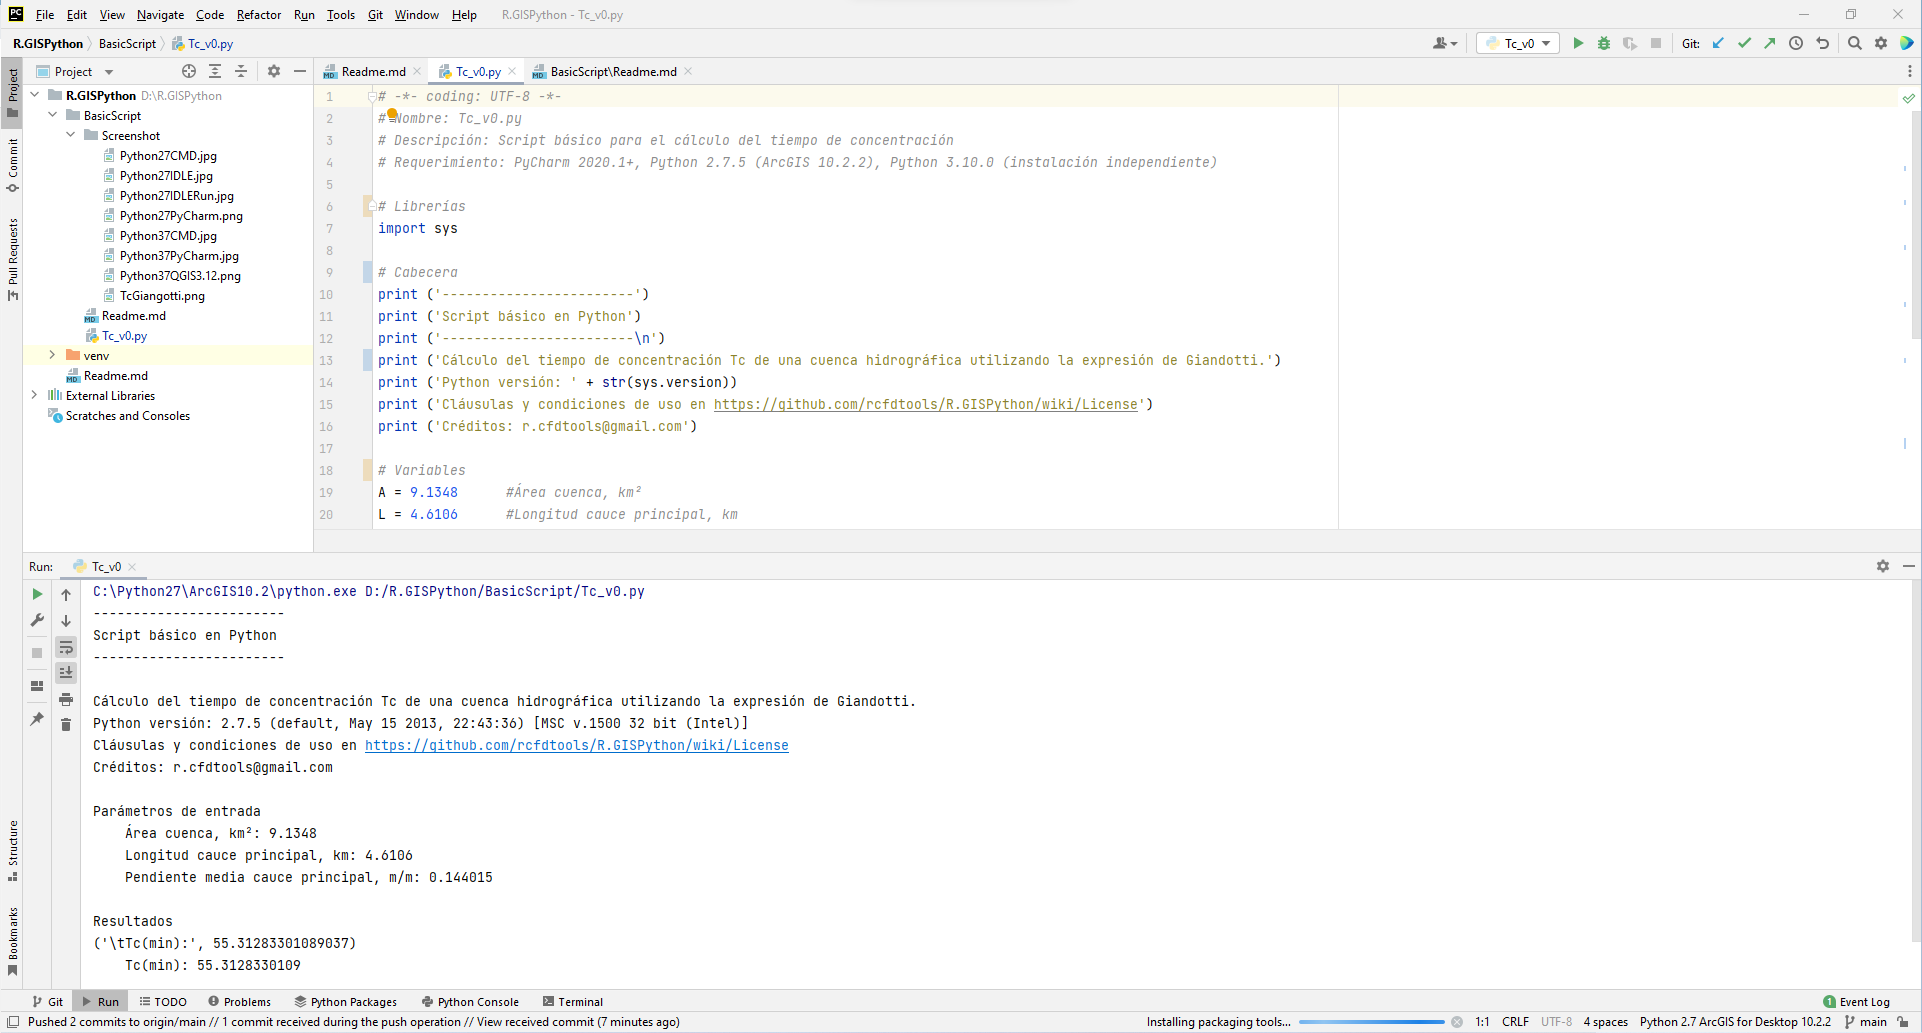 File Edit View Navigate Code Refactor Run Tools Git Window Help R.GISPython - Tc_v0.py
R.GISPython BasicScript Tc_v0.py
Tc_v0 Git:
Project
Readme.md Tc_v0.py BasicScript\Readme.md
R.GISPython D:\R.GISPython
BasicScript
Screenshot
Python27CMD.jpg
Python27IDLE.jpg
Python27IDLERun.jpg
Python27PyCharm.png
Python37CMD.jpg
Python37PyCharm.jpg
Python37QGIS3.12.png
TcGiangotti.png
Readme.md
Tc_v0.py
venv
Readme.md
External Libraries
Scratches and Consoles
Project
Commit
Pull Requests
Structure
Bookmarks
1 # -*- coding: UTF-8 -*-
2 # Nombre: Tc_v0.py
3 # Descripción: Script básico para el cálculo del tiempo de concentración
4 # Requerimiento: PyCharm 2020.1+, Python 2.7.5 (ArcGIS 10.2.2), Python 3.10.0 (instalación independiente)
5
6 # Librerías
7 import sys
8
9 # Cabecera
10 print ('------------------------')
11 print ('Script básico en Python')
12 print ('------------------------\n')
13 print ('Cálculo del tiempo de concentración Tc de una cuenca hidrográfica utilizando la expresión de Giandotti.')
14 print ('Python versión: ' + str(sys.version))
15 print ('Cláusulas y condiciones de uso en https://github.com/rcfdtools/R.GISPython/wiki/License')
16 print ('Créditos: r.cfdtools@gmail.com')
17
18 # Variables
19 A = 9.1348 #Área cuenca, km²
20 L = 4.6106 #Longitud cauce principal, km
Run: Tc_v0
C:\Python27\ArcGIS10.2\python.exe D:/R.GISPython/BasicScript/Tc_v0.py
------------------------
Script básico en Python
------------------------
Cálculo del tiempo de concentración Tc de una cuenca hidrográfica utilizando la expresión de Giandotti.
Python versión: 2.7.5 (default, May 15 2013, 22:43:36) [MSC v.1500 32 bit (Intel)]
Cláusulas y condiciones de uso en https://github.com/rcfdtools/R.GISPython/wiki/License
Créditos: r.cfdtools@gmail.com
Parámetros de entrada
Área cuenca, km²: 9.1348
Longitud cauce principal, km: 4.6106
Pendiente media cauce principal, m/m: 0.144015
Resultados
('\tTc(min):', 55.31283301089037)
Tc(min): 55.3128330109
Git Run TODO Problems Python Packages Python Console Terminal 1 Event Log
Pushed 2 commits to origin/main // 1 commit received during the push operation // View received commit (7 minutes ago) Installing packaging tools... 1:1 CRLF UTF-8 4 spaces Python 2.7 ArcGIS for Desktop 10.2.2 main